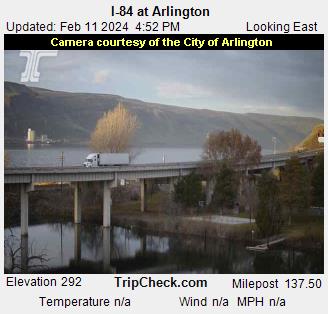 I-84 at Arlington
Updated: Feb 11 2024 4:52 PM Looking East
Camera courtesy of the City of Arlington
Elevation 292 TripCheck.com Milepost 137.50
Temperature n/a Wind n/a MPH n/a